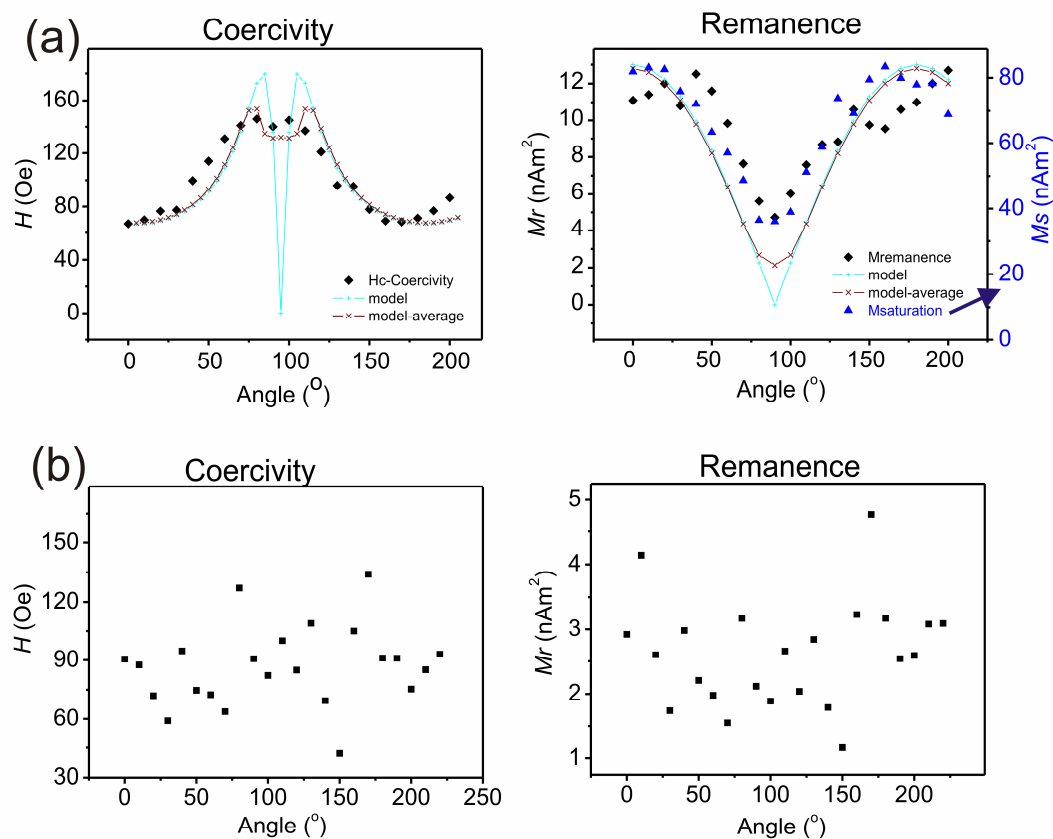 (a)
Coercivity
Remanence
H (Oe)
160
120
80
40
0
Hc-Coercivity
model
model-average
0 50 100 150 200
Angle (o)
Mr (nAm2)
12
10
8
6
4
2
0
Mremanence
model
model-average
Msaturation
80
60
40
20
0
Ms (nAm2)
0 50 100 150 200
Angle (o)
(b)
Coercivity
Remanence
H (Oe)
150
120
90
60
30
0 50 100 150 200 250
Angle (o)
Mr (nAm2)
5
4
3
2
1
0 50 100 150 200
Angle (o)